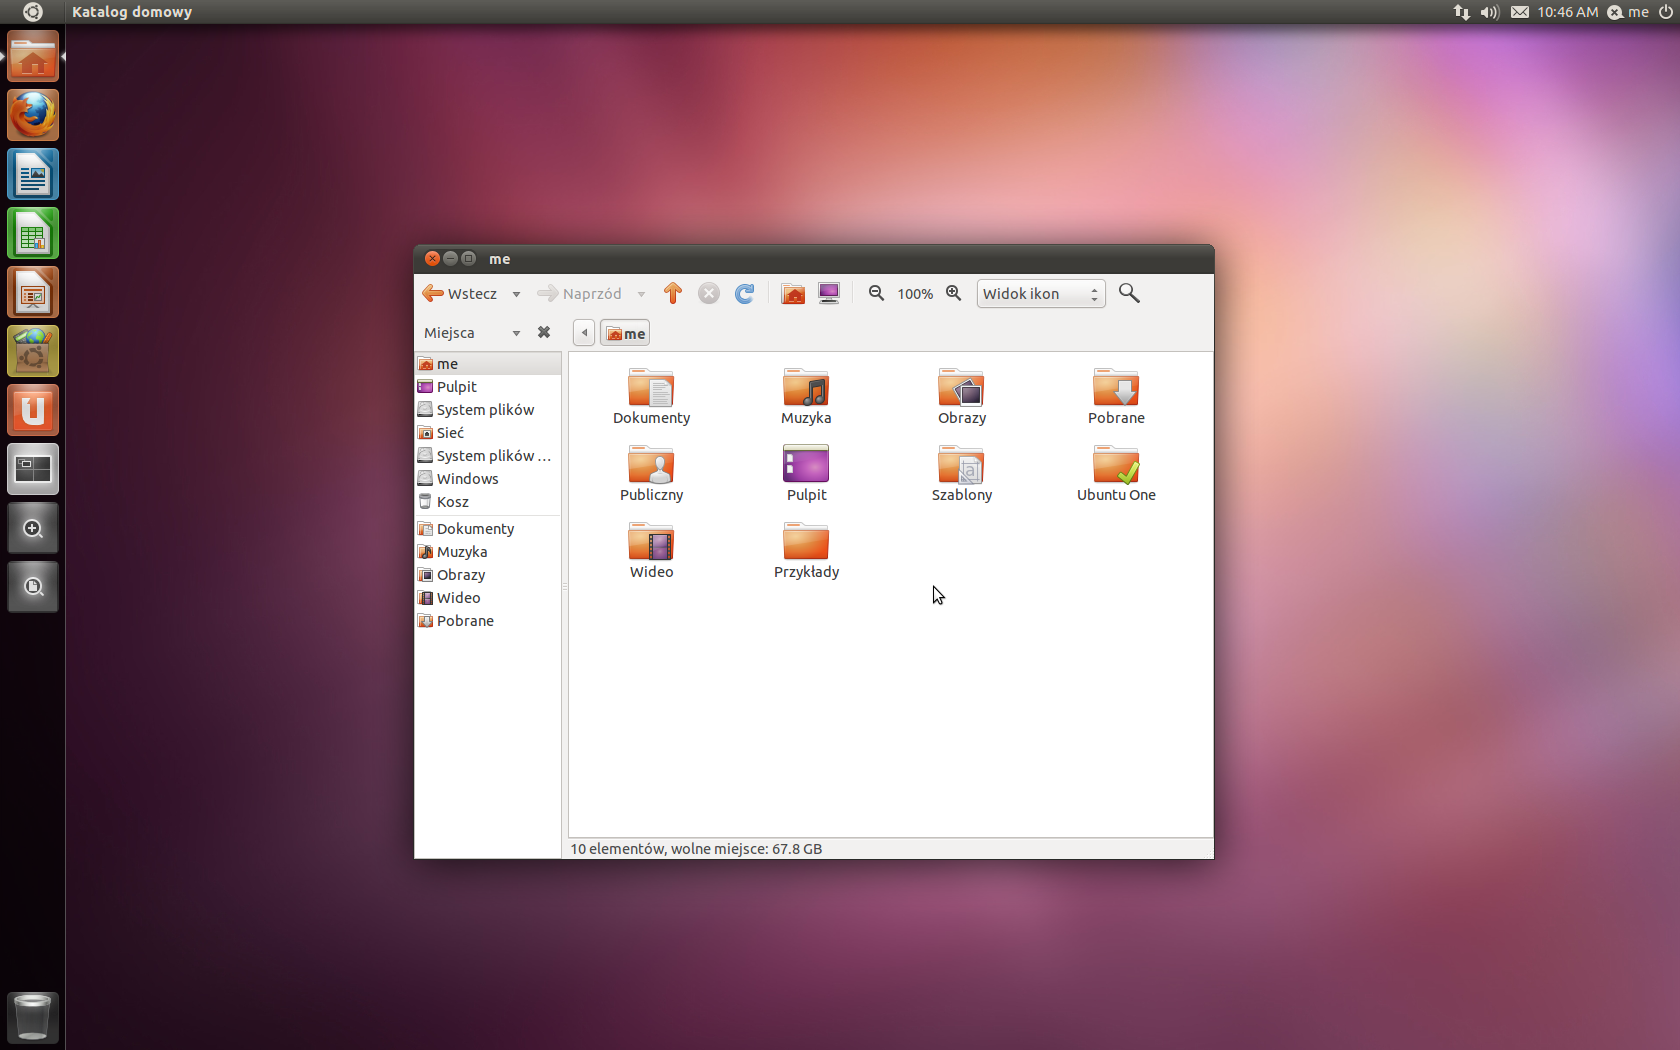 Katalog domowy
10:46 AM me
me
Wstecz Naprzód 100% Widok ikon
Miejsca me
me
Pulpit
System plików
Sieć
System plików ...
Windows
Kosz
Dokumenty
Muzyka
Obrazy
Wideo
Pobrane
Dokumenty Muzyka Obrazy Pobrane
Publiczny Pulpit Szablony Ubuntu One
Wideo Przykłady
10 elementów, wolne miejsce: 67.8 GB